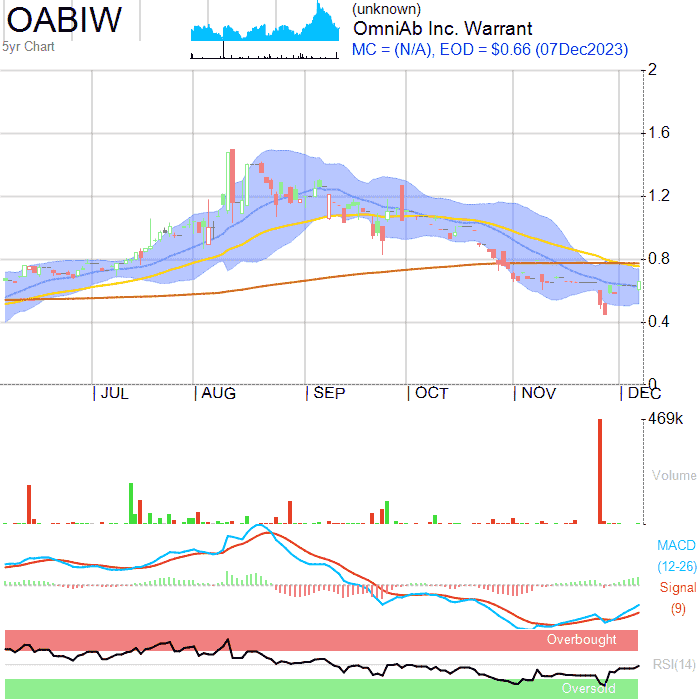 OABIW
5yr Chart
(unknown)
OmniAb Inc. Warrant
MC = (N/A), EOD = $0.66 (07Dec2023)
2
1.6
1.2
0.8
0.4
0
JUL
AUG
SEP
OCT
NOV
DEC
469k
Volume
MACD
(12-26)
Signal
(9)
Overbought
RSI(14)
Oversold